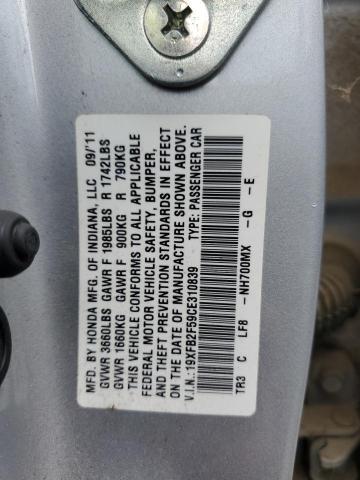 MFD. BY HONDA MFG. OF INDIANA, LLC 09/'11
GVWR 3660LBS GAWR F 1985LBS R 1742LBS
GVWR 1660KG GAWR F 900KG R 790KG
THIS VEHICLE CONFORMS TO ALL APPLICABLE
FEDERAL MOTOR VEHICLE SAFETY, BUMPER,
AND THEFT PREVENTION STANDARDS IN EFFECT
ON THE DATE OF MANUFACTURE SHOWN ABOVE.
V.I.N.: 19XFB2F59CE310839 TYPE: PASSENGER CAR
TR3 C LF8 -NH700MX -G -E